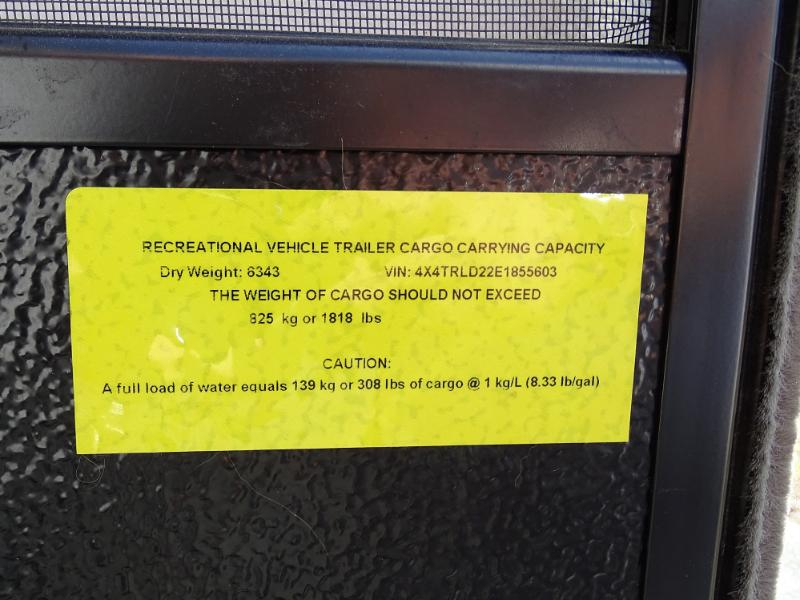 RECREATIONAL VEHICLE TRAILER CARGO CARRYING CAPACITY
Dry Weight: 6343 VIN: 4X4TRLD22E1855603
THE WEIGHT OF CARGO SHOULD NOT EXCEED
825 kg or 1818 lbs
CAUTION:
A full load of water equals 139 kg or 308 lbs of cargo @ 1 kg/L (8.33 lb/gal)